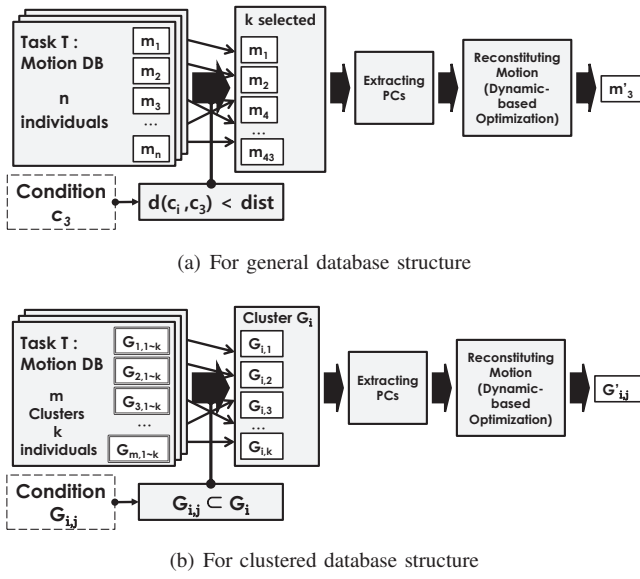 Task T :
Motion DB
n
individuals
m1
m2
m3
...
mn
k selected
m1
m2
m4
...
m43
Extracting
PCs
Reconstituting
Motion
(Dynamic-
based
Optimization)
m'3
Condition
c3
d(ci ,c3) < dist
(a) For general database structure
Task T :
Motion DB
m
Clusters
k
individuals
G1,1~k
G2,1~k
G3,1~k
...
Gm,1~k
Cluster Gi
Gi,1
Gi,2
Gi,3
...
Gi,k
Extracting
PCs
Reconstituting
Motion
(Dynamic-
based
Optimization)
G'i,j
Condition
Gi,j
Gi,j ⊂ Gi
(b) For clustered database structure